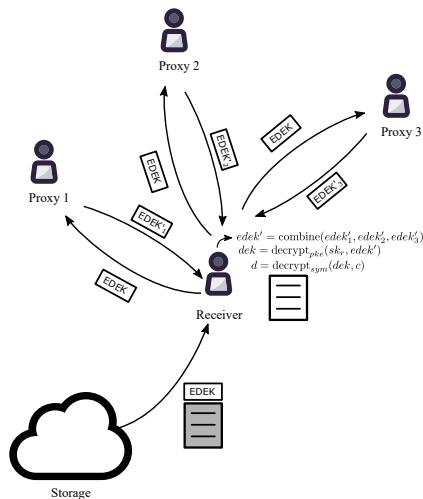 Proxy 2
EDEK
EDEK'₂
EDEK
Proxy 3
EDEK'₃
Proxy 1
EDEK'₁
EDEK
edek' = combine(edek'₁, edek'₂, edek'₃)
dek = decryptₚₖₑ(skᵣ, edek')
d = decrypt_sym(dek, c)
Receiver
EDEK
Storage